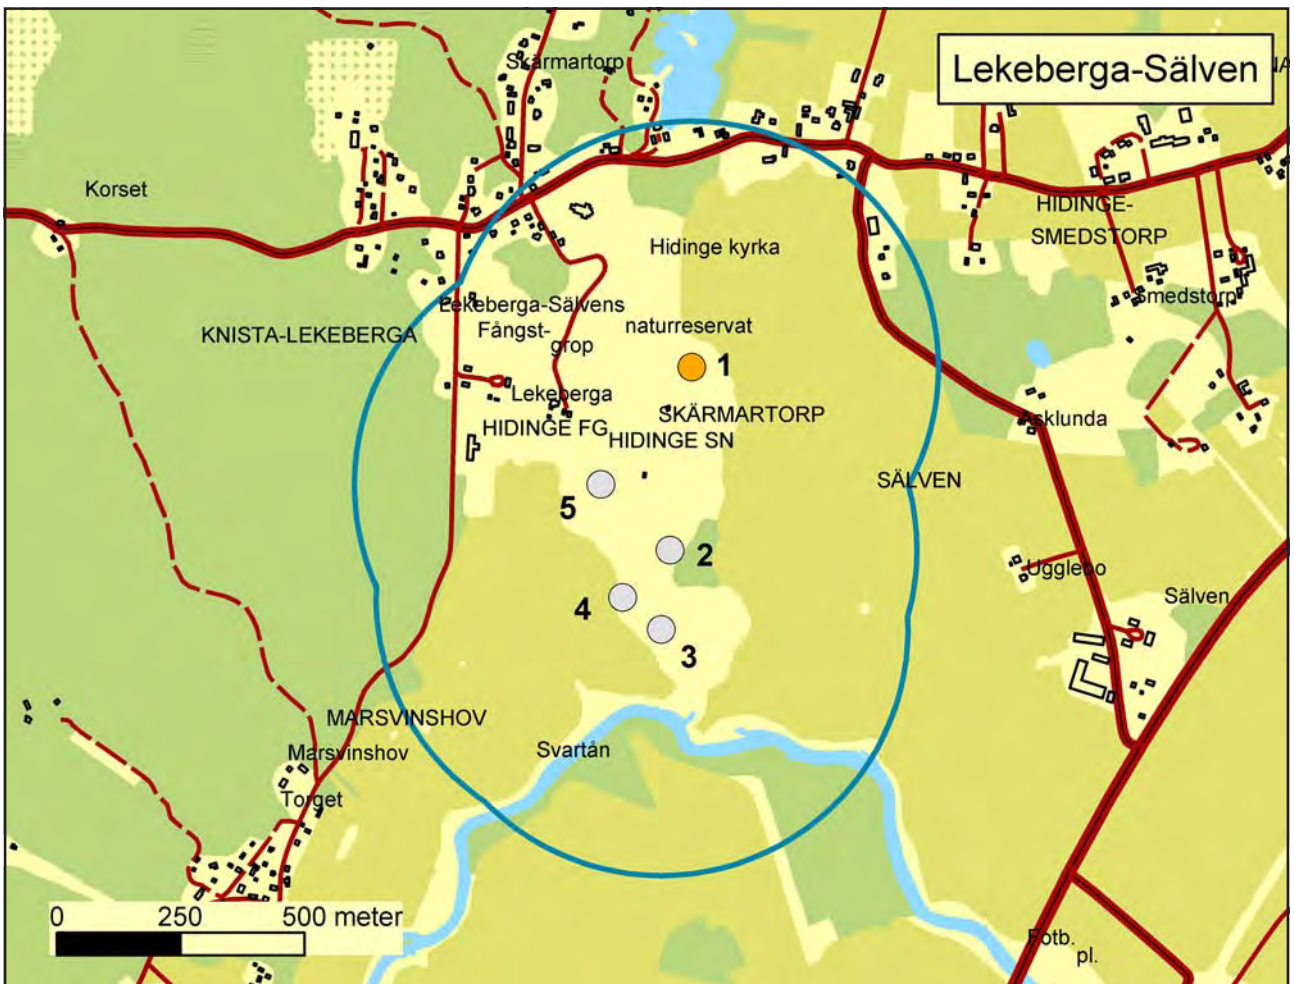 Skärmartorp
Lekeberga-Sälven
Korset
HIDINGE-
SMEDSTORP
Hidinge kyrka
Smedstorp
Lekeberga-Sälvens
naturreservat
KNISTA-LEKEBERGA
Fångst-
grop
1
Lekeberga
SKÄRMARTORP
Asklunda
HIDINGE FG
HIDINGE SN
SÄLVEN
5
2
Ugglebo
4
Sälven
3
MARSVINSHOV
Marsvinshov
Svartån
Torget
0 250 500 meter
Fotb.
pl.